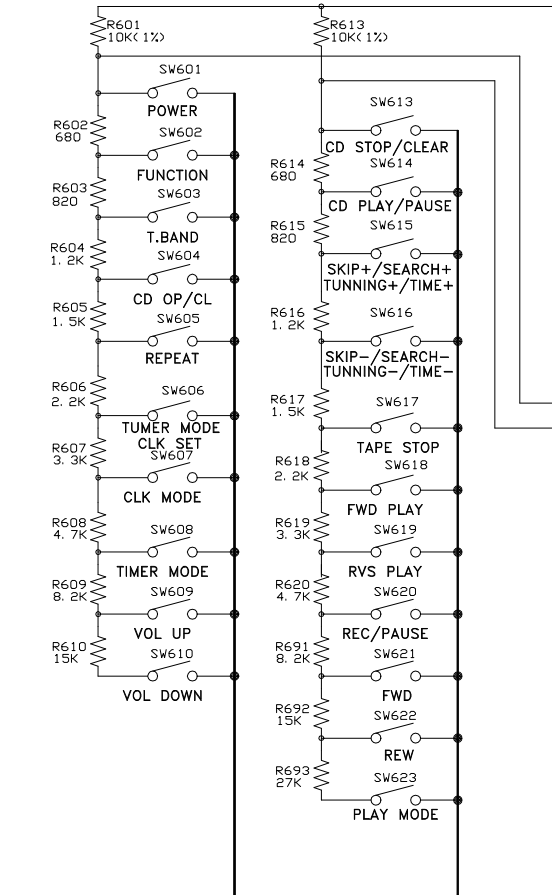 R601
10K(1%)
SW601
POWER
R602
680
SW602
FUNCTION
R603
820
SW603
T.BAND
R604
1.2K
SW604
CD OP/CL
R605
1.5K
SW605
REPEAT
R606
2.2K
SW606
TUMER MODE
CLK SET
R607
3.3K
SW607
CLK MODE
R608
4.7K
SW608
TIMER MODE
R609
8.2K
SW609
VOL UP
R610
15K
SW610
VOL DOWN
R613
10K(1%)
SW613
CD STOP/CLEAR
R614
680
SW614
CD PLAY/PAUSE
R615
820
SW615
SKIP+/SEARCH+
TUNNING+/TIME+
R616
1.2K
SW616
SKIP-/SEARCH-
TUNNING-/TIME-
R617
1.5K
SW617
TAPE STOP
R618
2.2K
SW618
FWD PLAY
R619
3.3K
SW619
RVS PLAY
R620
4.7K
SW620
REC/PAUSE
R691
8.2K
SW621
FWD
R692
15K
SW622
REW
R693
27K
SW623
PLAY MODE